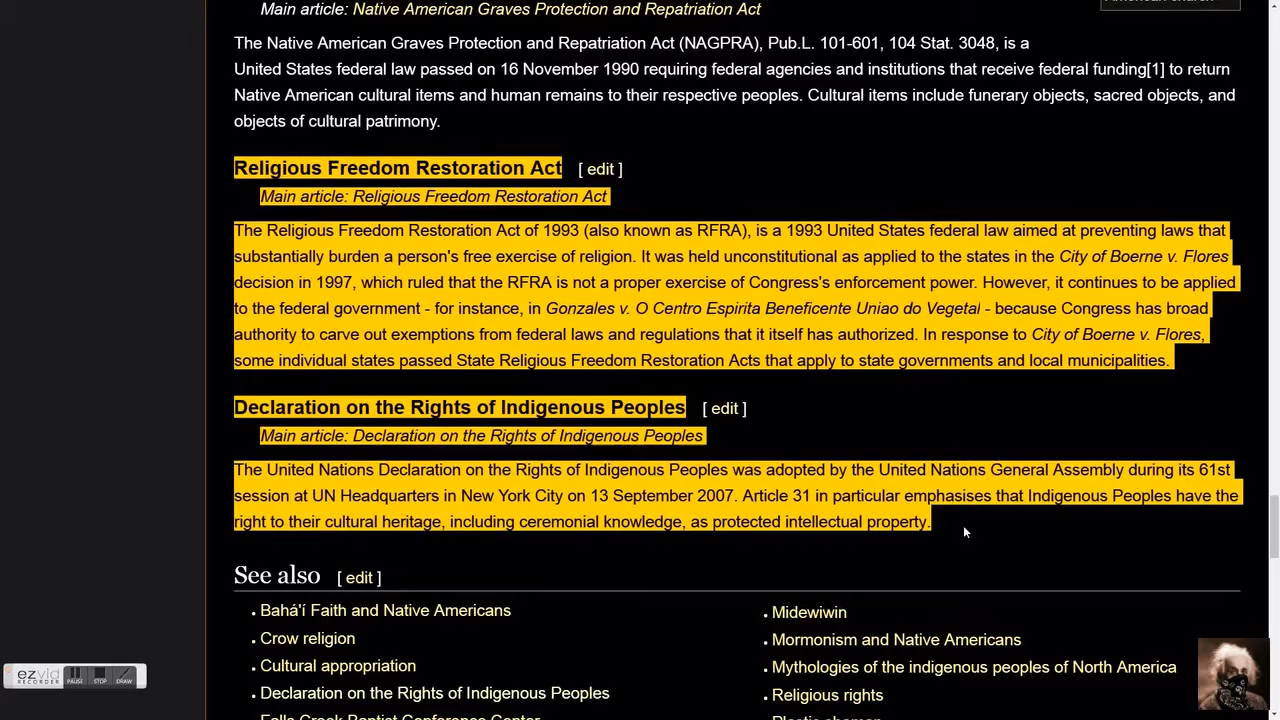 American church
Main article: Native American Graves Protection and Repatriation Act
The Native American Graves Protection and Repatriation Act (NAGPRA), Pub.L. 101-601, 104 Stat. 3048, is a
United States federal law passed on 16 November 1990 requiring federal agencies and institutions that receive federal funding[1] to return
Native American cultural items and human remains to their respective peoples. Cultural items include funerary objects, sacred objects, and
objects of cultural patrimony.
Religious Freedom Restoration Act [ edit ]
Main article: Religious Freedom Restoration Act
The Religious Freedom Restoration Act of 1993 (also known as RFRA), is a 1993 United States federal law aimed at preventing laws that
substantially burden a person's free exercise of religion. It was held unconstitutional as applied to the states in the City of Boerne v. Flores
decision in 1997, which ruled that the RFRA is not a proper exercise of Congress's enforcement power. However, it continues to be applied
to the federal government - for instance, in Gonzales v. O Centro Espirita Beneficente Uniao do Vegetal - because Congress has broad
authority to carve out exemptions from federal laws and regulations that it itself has authorized. In response to City of Boerne v. Flores,
some individual states passed State Religious Freedom Restoration Acts that apply to state governments and local municipalities.
Declaration on the Rights of Indigenous Peoples [ edit ]
Main article: Declaration on the Rights of Indigenous Peoples
The United Nations Declaration on the Rights of Indigenous Peoples was adopted by the United Nations General Assembly during its 61st
session at UN Headquarters in New York City on 13 September 2007. Article 31 in particular emphasises that Indigenous Peoples have the
right to their cultural heritage, including ceremonial knowledge, as protected intellectual property.
See also [ edit ]
Bahá'í Faith and Native Americans
Crow religion
Cultural appropriation
Declaration on the Rights of Indigenous Peoples
Falls Creek Baptist Conference Center
Midewiwin
Mormonism and Native Americans
Mythologies of the indigenous peoples of North America
Religious rights
Plastic shaman
ezvid
RECORDER
PAUSE
STOP
DRAW